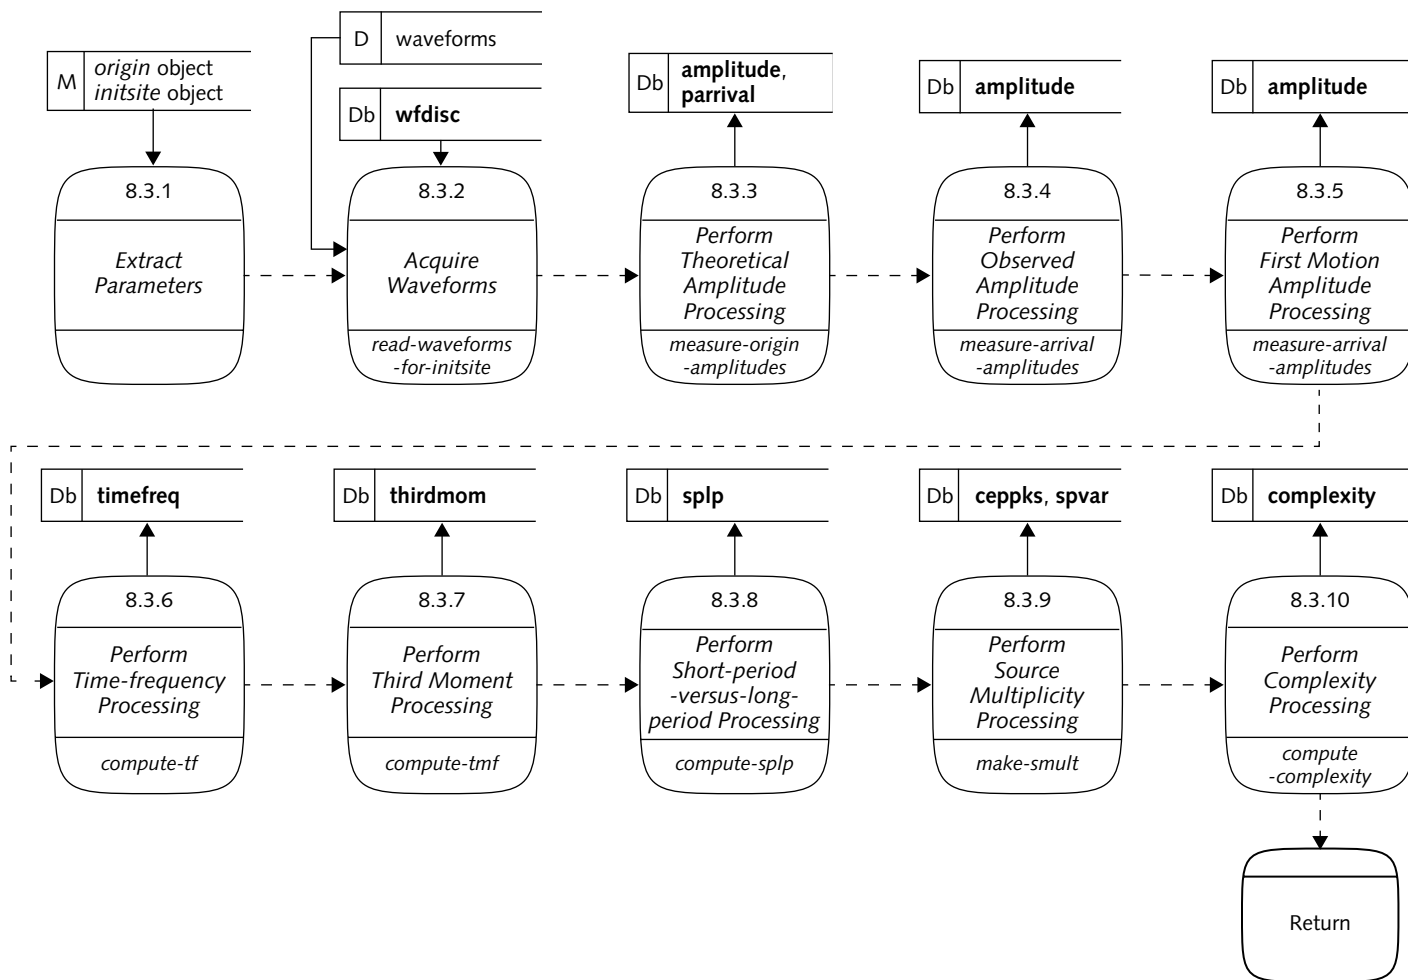 M
origin object
initsite object
D
waveforms
Db
wfdisc
Db
amplitude,
parrival
Db
amplitude
Db
amplitude
8.3.1
Extract
Parameters
8.3.2
Acquire
Waveforms
read-waveforms
-for-initsite
8.3.3
Perform
Theoretical
Amplitude
Processing
measure-origin
-amplitudes
8.3.4
Perform
Observed
Amplitude
Processing
measure-arrival
-amplitudes
8.3.5
Perform
First Motion
Amplitude
Processing
measure-arrival
-amplitudes
Db
timefreq
Db
thirdmom
Db
splp
Db
ceppks, spvar
Db
complexity
8.3.6
Perform
Time-frequency
Processing
compute-tf
8.3.7
Perform
Third Moment
Processing
compute-tmf
8.3.8
Perform
Short-period
-versus-long-
period Processing
compute-splp
8.3.9
Perform
Source
Multiplicity
Processing
make-smult
8.3.10
Perform
Complexity
Processing
compute
-complexity
Return